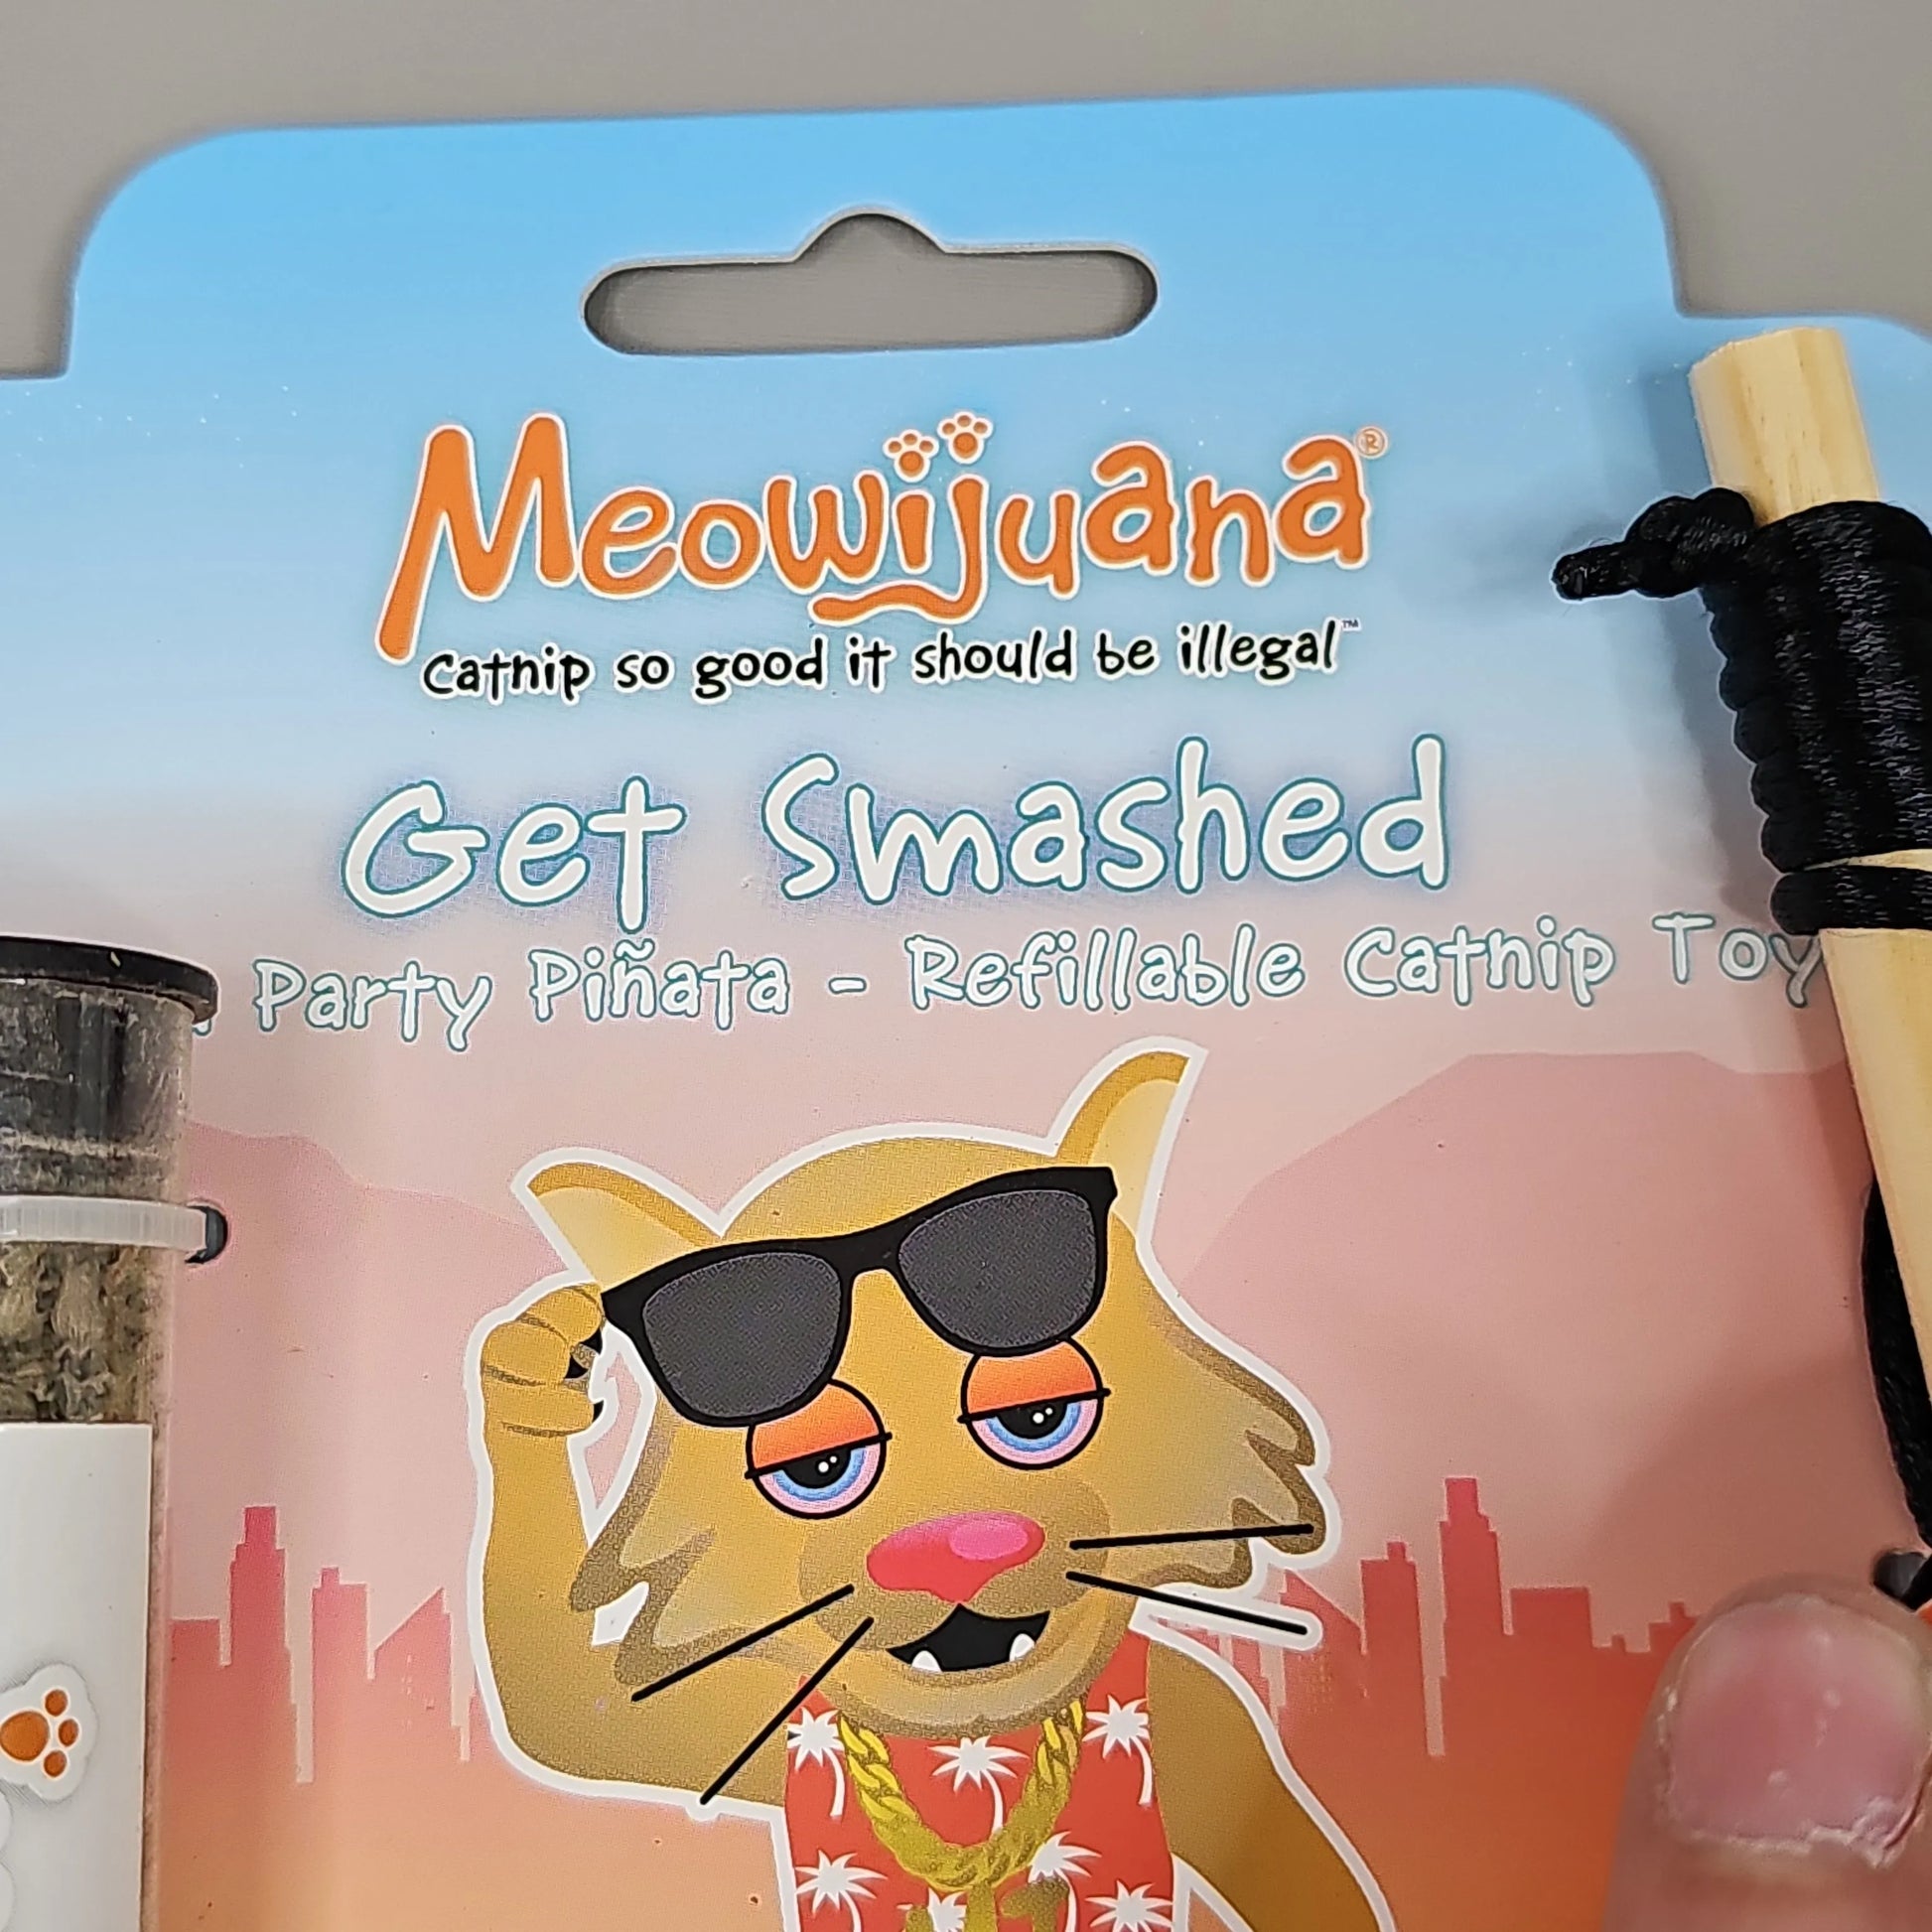 Meowijuana®
Catnip so good it should be illegal™
Get Smashed
Party Piñata - Refillable Catnip Toy